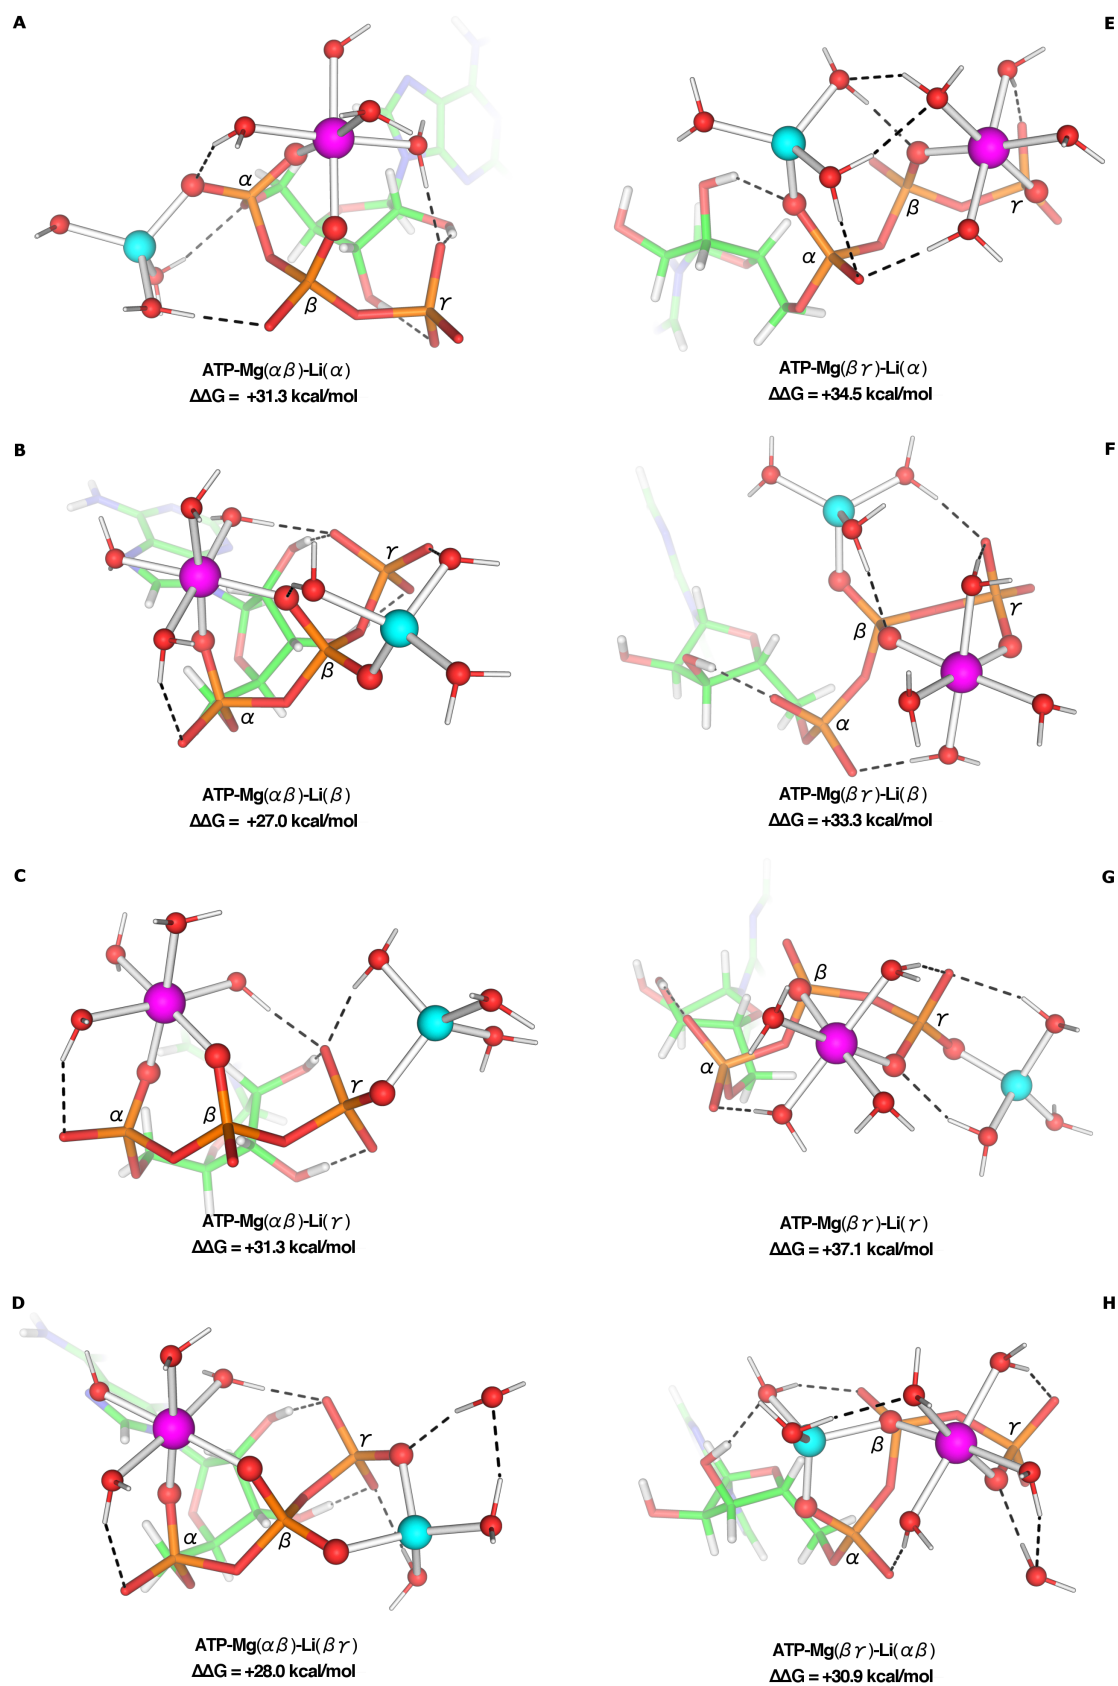 A
α
β
γ
ATP-Mg(αβ)-Li(α)
ΔΔG = +31.3 kcal/mol
E
α
β
γ
ATP-Mg(βγ)-Li(α)
ΔΔG = +34.5 kcal/mol
B
γ
β
α
ATP-Mg(αβ)-Li(β)
ΔΔG = +27.0 kcal/mol
F
β
γ
α
ATP-Mg(βγ)-Li(β)
ΔΔG = +33.3 kcal/mol
C
α
β
γ
ATP-Mg(αβ)-Li(γ)
ΔΔG = +31.3 kcal/mol
G
β
γ
α
ATP-Mg(βγ)-Li(γ)
ΔΔG = +37.1 kcal/mol
D
γ
α
β
ATP-Mg(αβ)-Li(βγ)
ΔΔG = +28.0 kcal/mol
H
γ
β
α
ATP-Mg(βγ)-Li(αβ)
ΔΔG = +30.9 kcal/mol